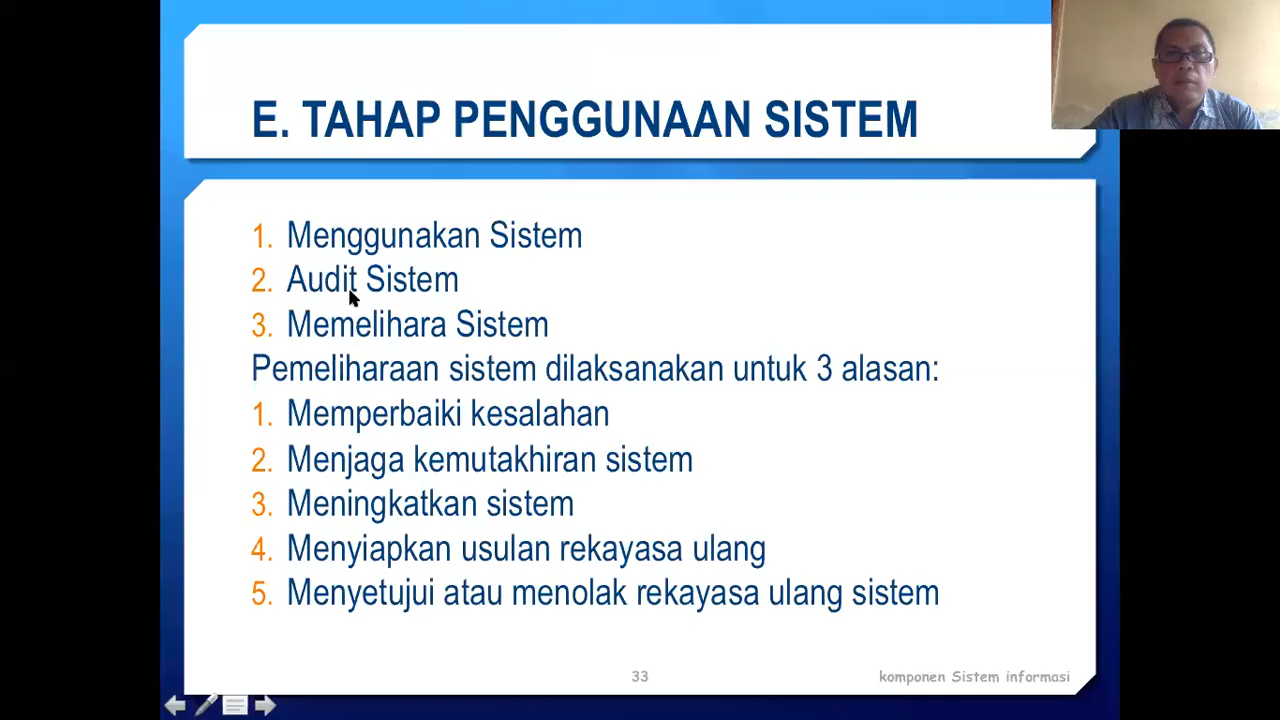 E. TAHAP PENGGUNAAN SISTEM
1. Menggunakan Sistem
2. Audit Sistem
3. Memelihara Sistem
Pemeliharaan sistem dilaksanakan untuk 3 alasan:
1. Memperbaiki kesalahan
2. Menjaga kemutakhiran sistem
3. Meningkatkan sistem
4. Menyiapkan usulan rekayasa ulang
5. Menyetujui atau menolak rekayasa ulang sistem
33
komponen Sistem informasi